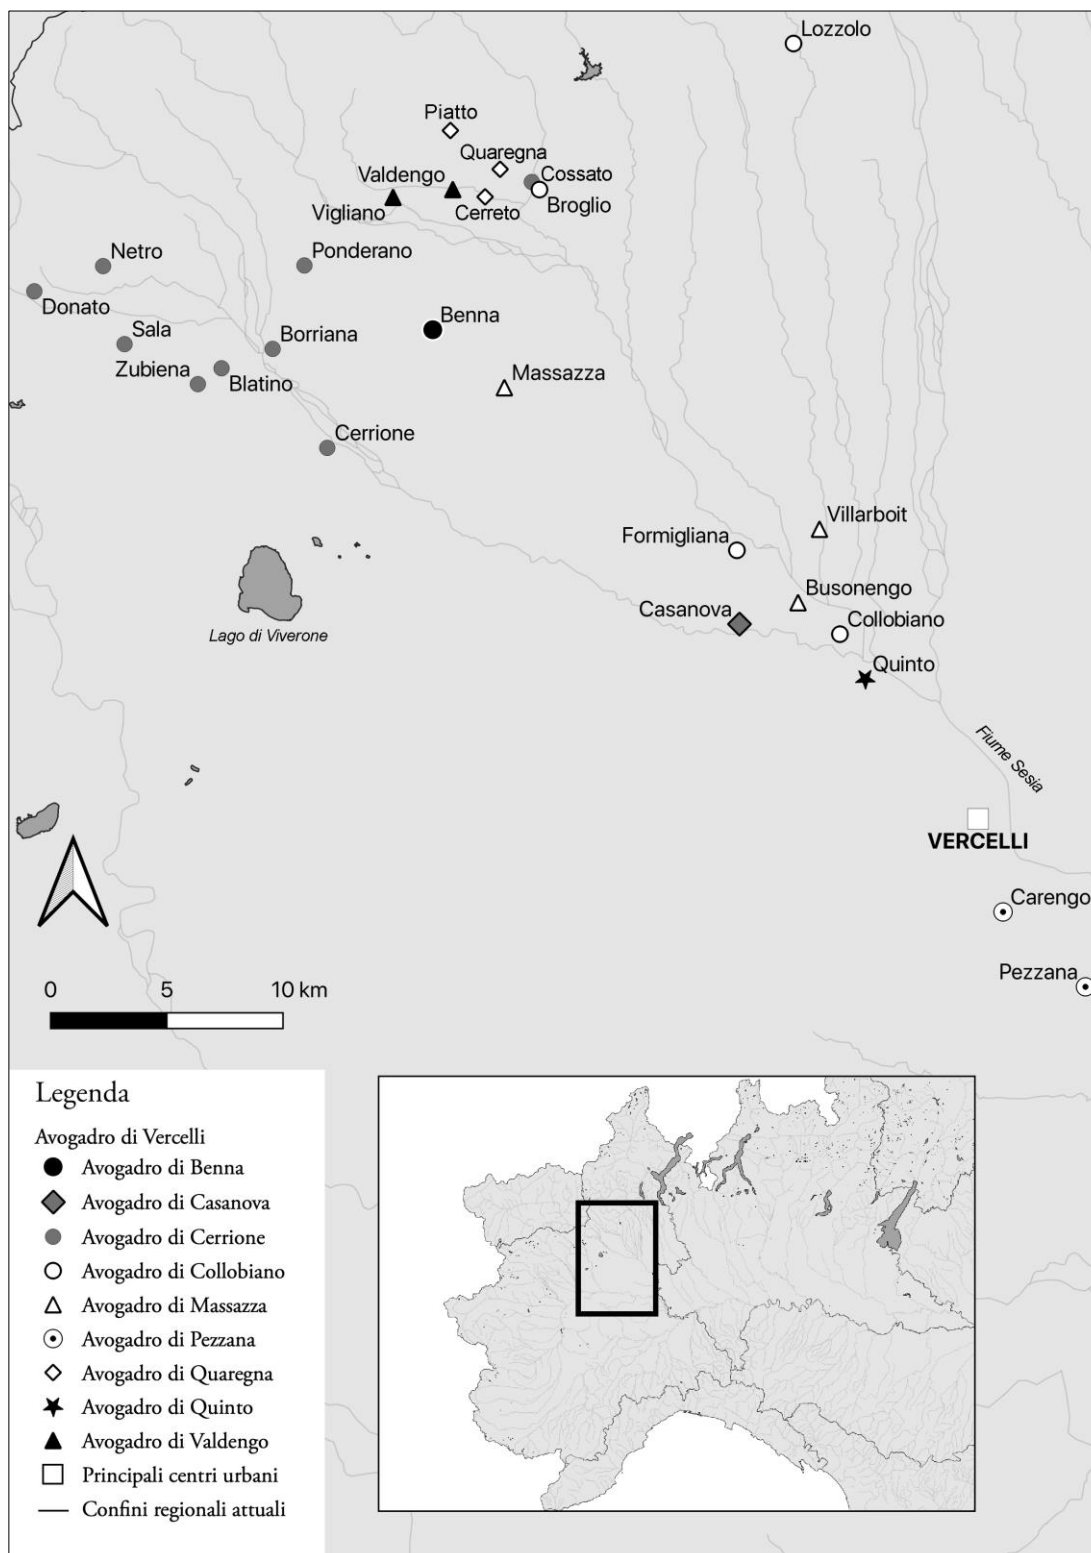 Lozzolo
Piatto
Quaregna
Valdengo
Cossato
Vigliano
Cerreto
Broglio
Netro
Ponderano
Donato
Benna
Sala
Borriana
Zubiena
Blatino
Massazza
Cerrione
Villarboit
Formigliana
Busonengo
Casanova
Collobiano
Lago di Viverone
Quinto
Fiume Sesia
VERCELLI
Carengo
Pezzana
0 5 10 km
Legenda
Avogadro di Vercelli
Avogadro di Benna
Avogadro di Casanova
Avogadro di Cerrione
Avogadro di Collobiano
Avogadro di Massazza
Avogadro di Pezzana
Avogadro di Quaregna
Avogadro di Quinto
Avogadro di Valdengo
Principali centri urbani
Confini regionali attuali